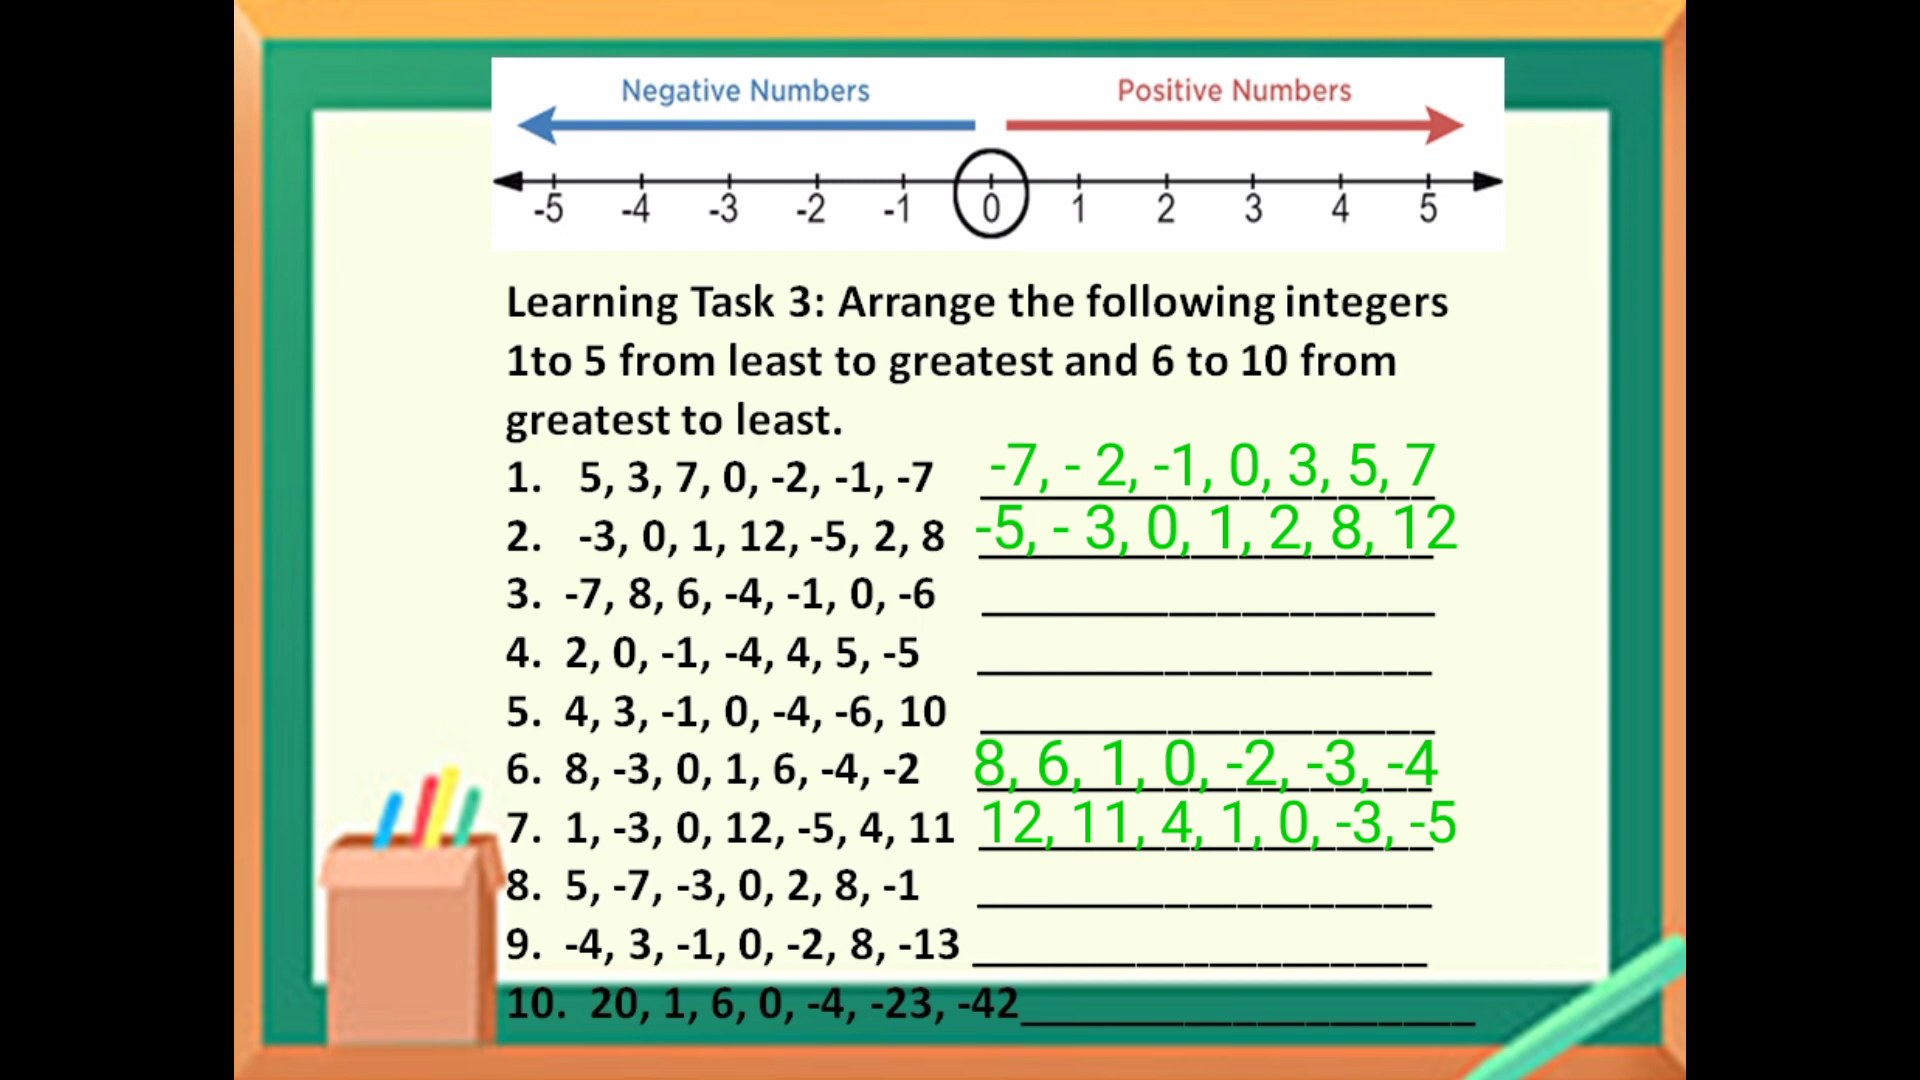 Negative Numbers Positive Numbers
-5 -4 -3 -2 -1 0 1 2 3 4 5
Learning Task 3: Arrange the following integers
1to 5 from least to greatest and 6 to 10 from
greatest to least.
1. 5, 3, 7, 0, -2, -1, -7 -7, - 2, -1, 0, 3, 5, 7
2. -3, 0, 1, 12, -5, 2, 8 -5, - 3, 0, 1, 2, 8, 12
3. -7, 8, 6, -4, -1, 0, -6 ___________________
4. 2, 0, -1, -4, 4, 5, -5 ___________________
5. 4, 3, -1, 0, -4, -6, 10 ___________________
6. 8, -3, 0, 1, 6, -4, -2 8, 6, 1, 0, -2, -3, -4
7. 1, -3, 0, 12, -5, 4, 11 12, 11, 4, 1, 0, -3, -5
8. 5, -7, -3, 0, 2, 8, -1 ___________________
9. -4, 3, -1, 0, -2, 8, -13 ___________________
10. 20, 1, 6, 0, -4, -23, -42___________________